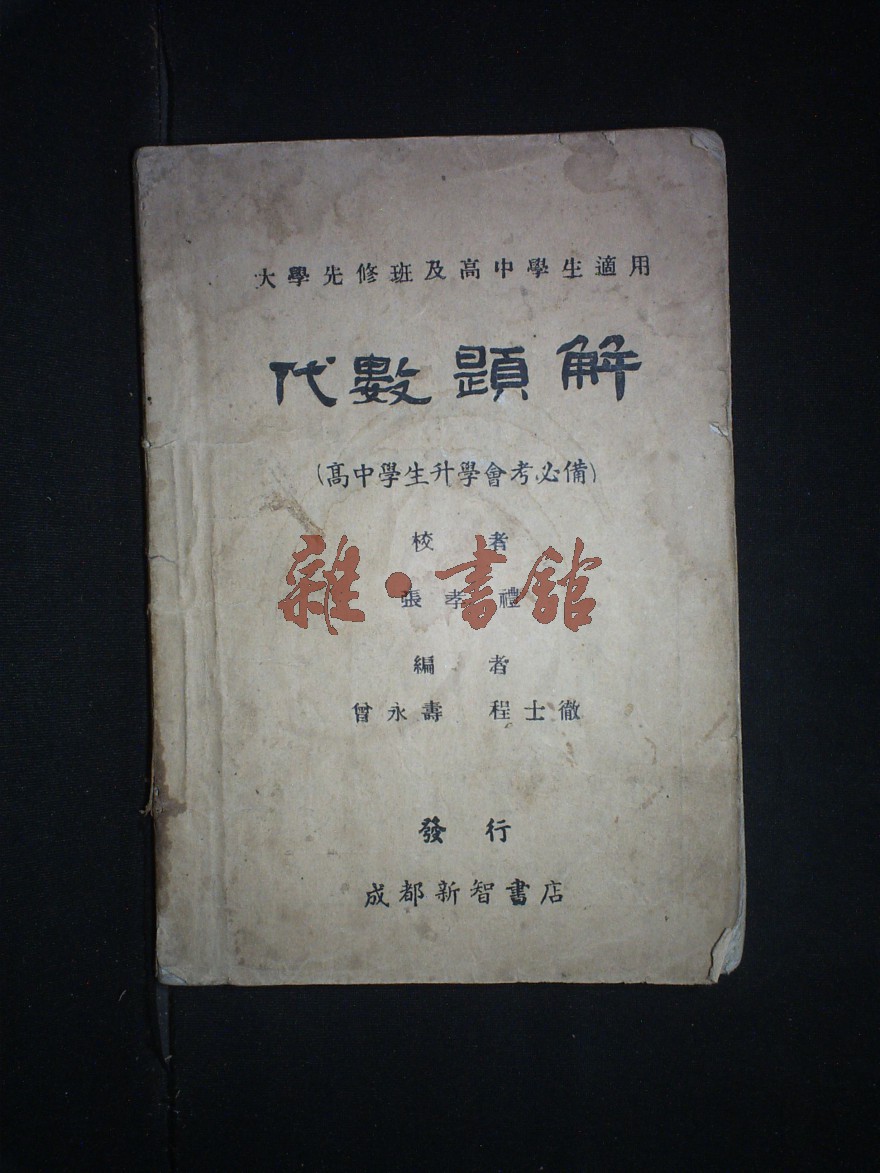 大學先修班及高中學生適用
代數題解
(高中學生升學會考必備)
校者
雜·書館
張孝禮
編者
曾永壽 程士徹
發行
成都新智書店